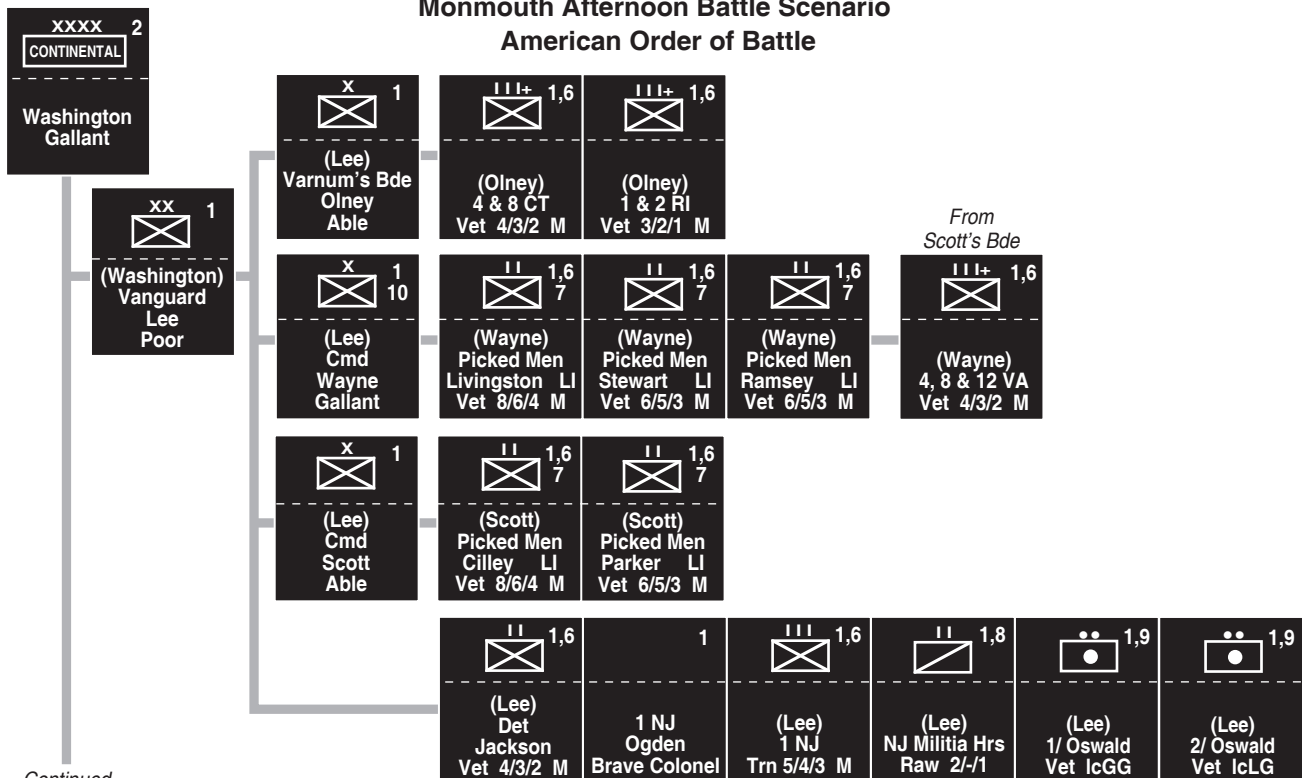 Monmouth Afternoon Battle Scenario
American Order of Battle
XXXX 2
CONTINENTAL
Washington
Gallant
XX 1
(Washington)
Vanguard
Lee
Poor
X 1
(Lee)
Varnum's Bde
Olney
Able
III+ 1,6
(Olney)
4 & 8 CT
Vet 4/3/2 M
III+ 1,6
(Olney)
1 & 2 RI
Vet 3/2/1 M
X 1
10
(Lee)
Cmd
Wayne
Gallant
II 1,6
7
(Wayne)
Picked Men
Livingston LI
Vet 8/6/4 M
II 1,6
7
(Wayne)
Picked Men
Stewart LI
Vet 6/5/3 M
II 1,6
7
(Wayne)
Picked Men
Ramsey LI
Vet 6/5/3 M
From
Scott's Bde
III+ 1,6
(Wayne)
4, 8 & 12 VA
Vet 4/3/2 M
X 1
(Lee)
Cmd
Scott
Able
II 1,6
7
(Scott)
Picked Men
Cilley LI
Vet 8/6/4 M
II 1,6
7
(Scott)
Picked Men
Parker LI
Vet 6/5/3 M
II 1,6
(Lee)
Det
Jackson
Vet 4/3/2 M
1
1 NJ
Ogden
Brave Colonel
III 1,6
(Lee)
1 NJ
Trn 5/4/3 M
II 1,8
(Lee)
NJ Militia Hrs
Raw 2/-/1
1,9
(Lee)
1/ Oswald
Vet IcGG
1,9
(Lee)
2/ Oswald
Vet IcLG
Continued